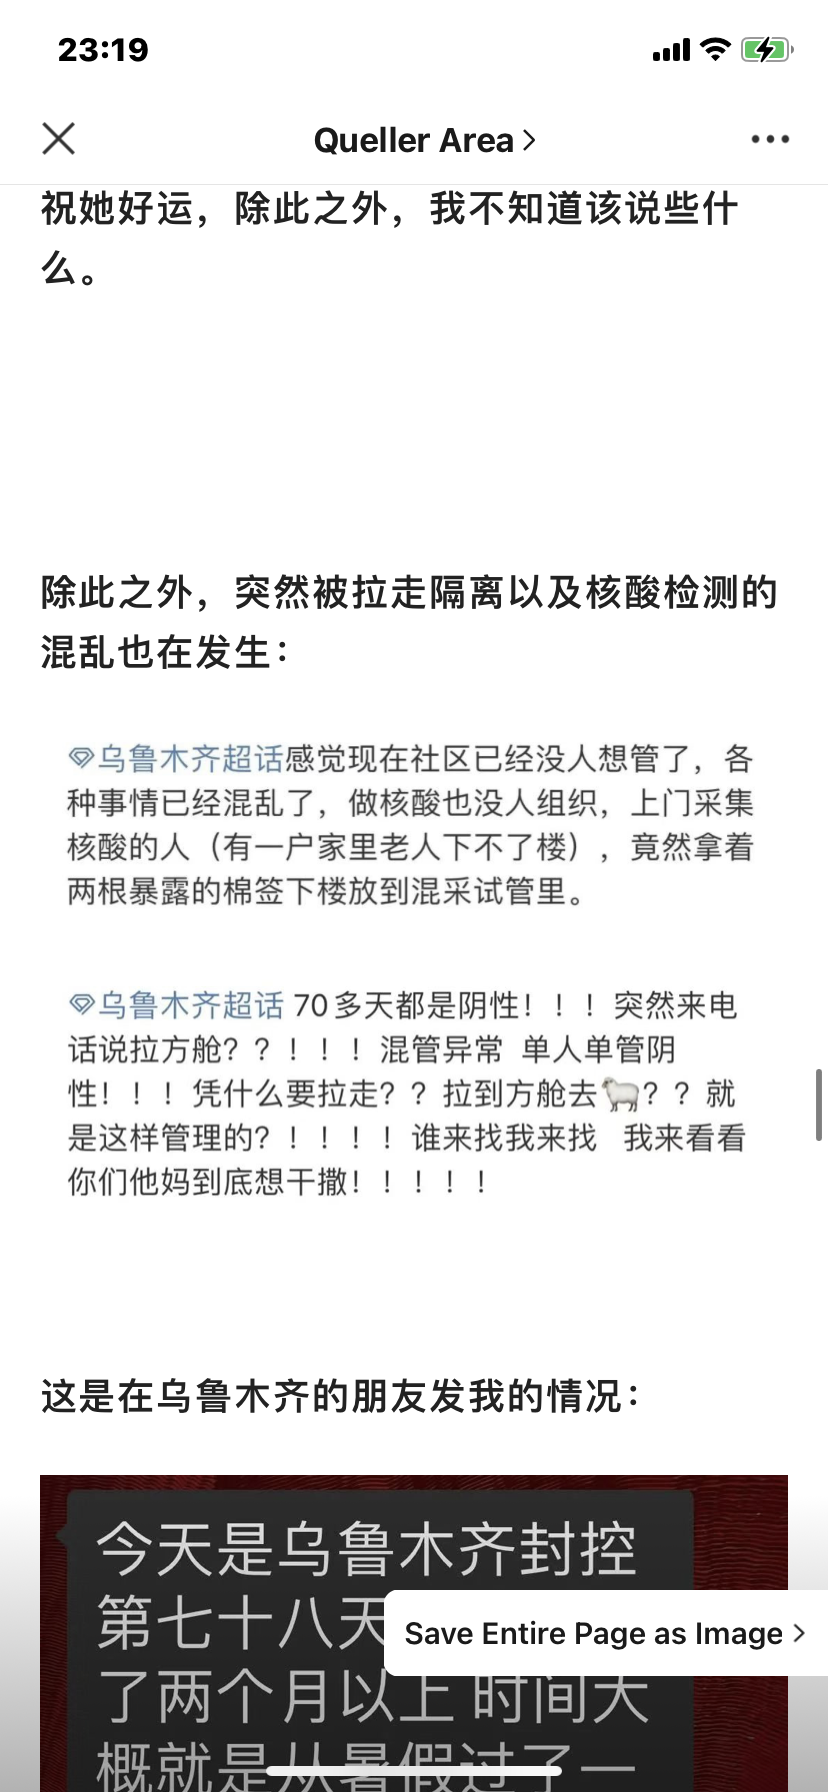 23:19
Queller Area
祝她好运，除此之外，我不知道该说些什
么。
除此之外，突然被拉走隔离以及核酸检测的
混乱也在发生：
乌鲁木齐超话感觉现在社区已经没人想管了，各
种事情已经混乱了，做核酸也没人组织，上门采集
核酸的人（有一户家里老人下不了楼），竟然拿着
两根暴露的棉签下楼放到混采试管里。
乌鲁木齐超话 70多天都是阴性！！！突然来电
话说拉方舱？？！！！混管异常 单人单管阴
性！！！凭什么要拉走？？拉到方舱去🐑？？就
是这样管理的？！！！！谁来找我来找 我来看看
你们他妈到底想干撒！！！！！
这是在乌鲁木齐的朋友发我的情况：
今天是乌鲁木齐封控
第七十八天
Save Entire Page as Image
了两个月以上 时间大
概就是从暑假过了一